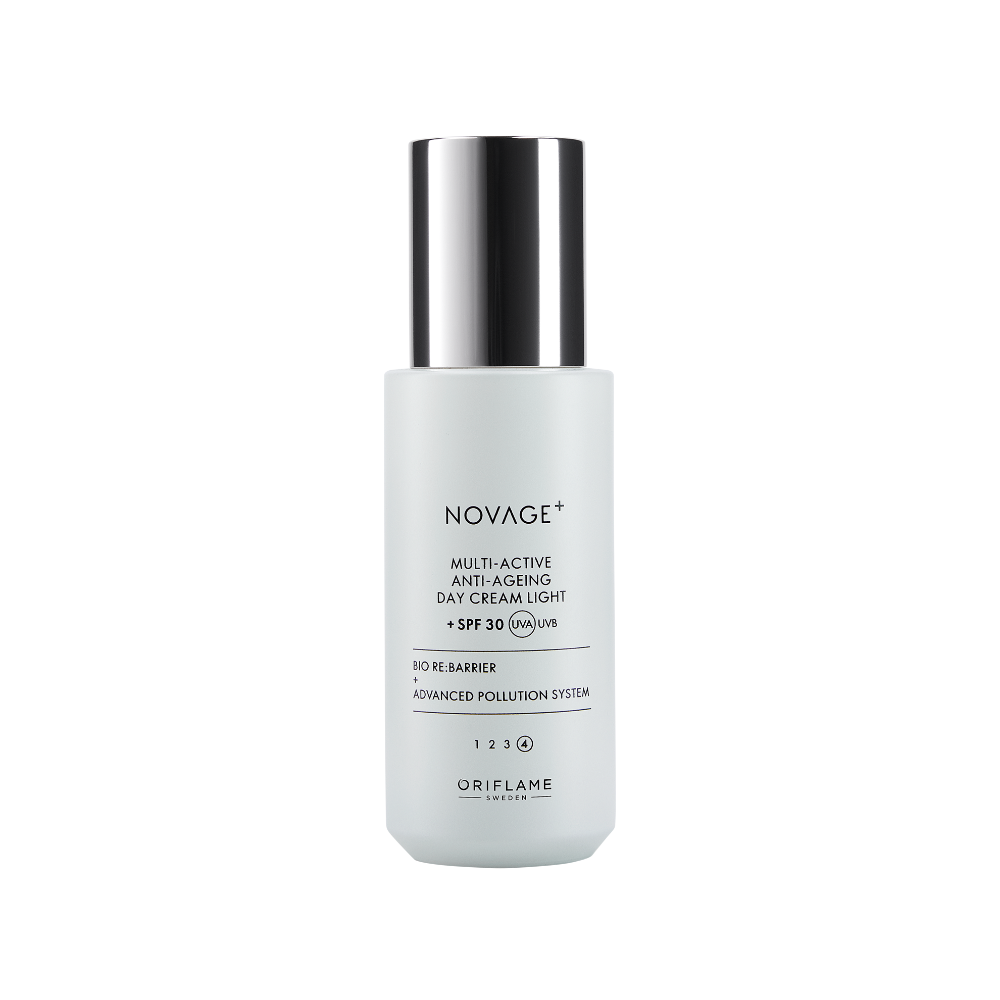 NOVAGE+
MULTI-ACTIVE
ANTI-AGEING
DAY CREAM LIGHT
+ SPF 30 UVA UVB
BIO RE:BARRIER
+
ADVANCED POLLUTION SYSTEM
1 2 3 4
ORIFLAME
SWEDEN